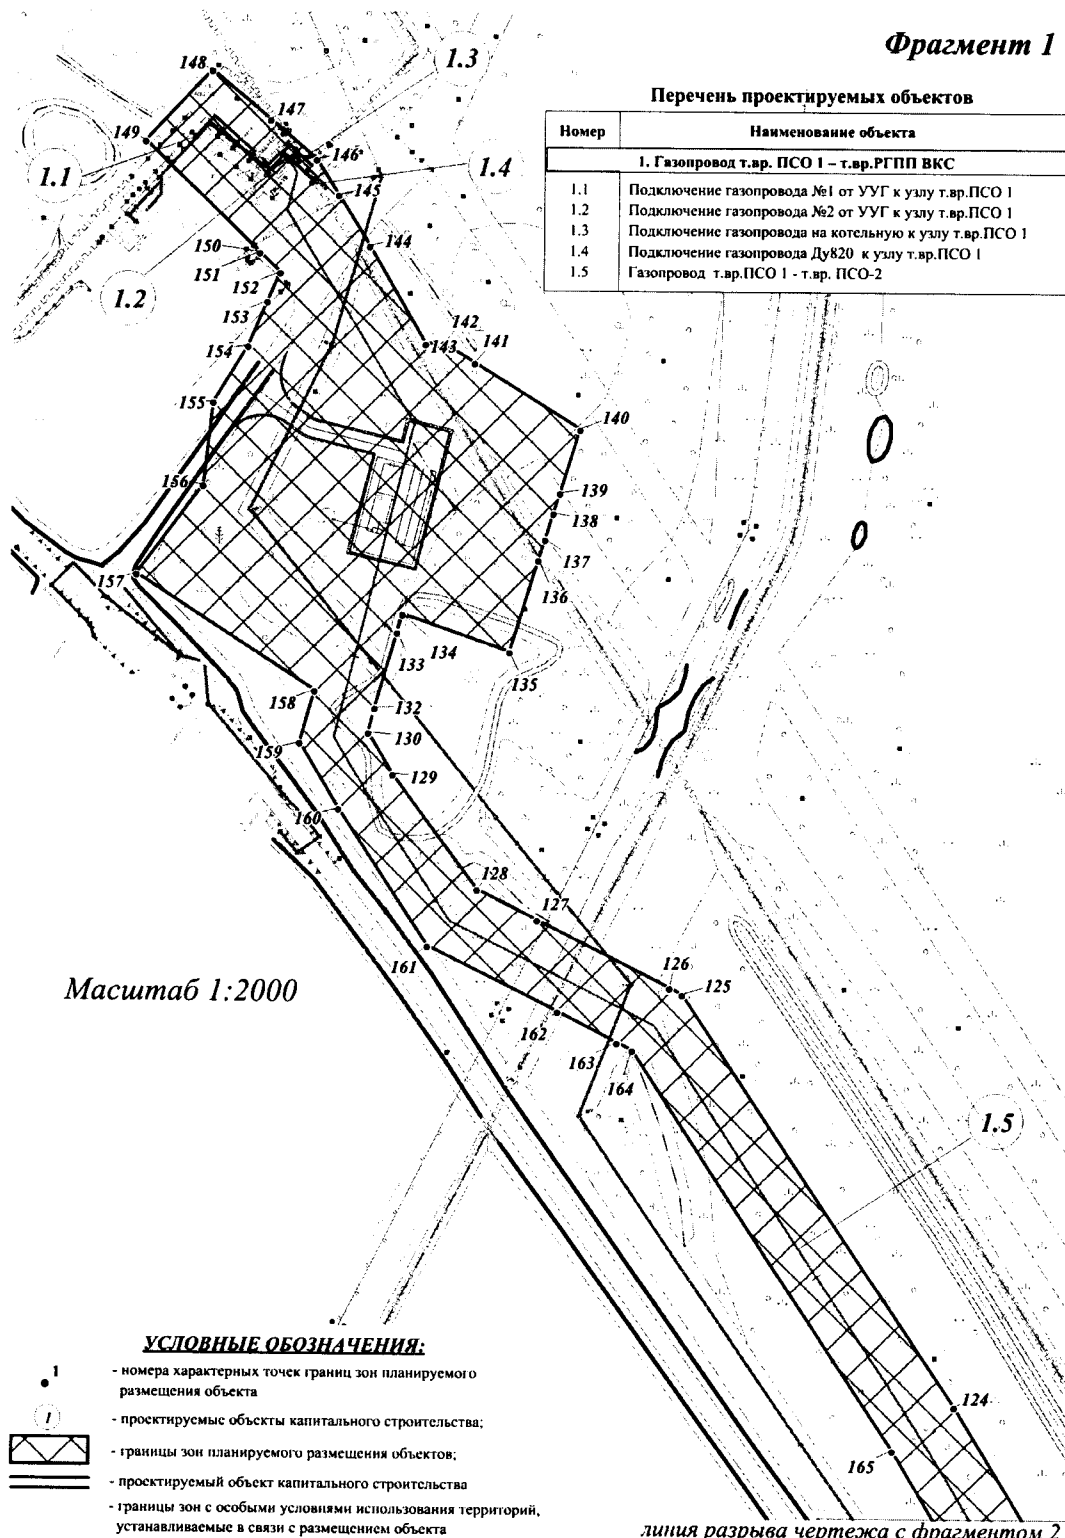 Фрагмент 1
Перечень проектируемых объектов
Номер Наименование объекта
1. Газопровод т.вр. ПСО 1 – т.вр.РГПП ВКС
1.1 Подключение газопровода №1 от УУГ к узлу т.вр.ПСО 1
1.2 Подключение газопровода №2 от УУГ к узлу т.вр.ПСО 1
1.3 Подключение газопровода на котельную к узлу т.вр.ПСО 1
1.4 Подключение газопровода Ду820 к узлу т.вр.ПСО 1
1.5 Газопровод т.вр.ПСО 1 - т.вр. ПСО-2
148
1.3
147
149
146
1.4
1.1
145
144
150
151
152
1.2
153
142
143
141
154
155
140
156
139
138
137
157
136
134
133
135
158
132
130
159
129
160
128
127
161
126
125
Масштаб 1:2000
162
163
164
1.5
124
165
УСЛОВНЫЕ ОБОЗНАЧЕНИЯ:
1 - номера характерных точек границ зон планируемого
размещения объекта
1 - проектируемые объекты капитального строительства;
- границы зон планируемого размещения объектов;
- проектируемый объект капитального строительства
- границы зон с особыми условиями использования территорий,
устанавливаемые в связи с размещением объекта
линия разрыва чертежа с фрагментом 2